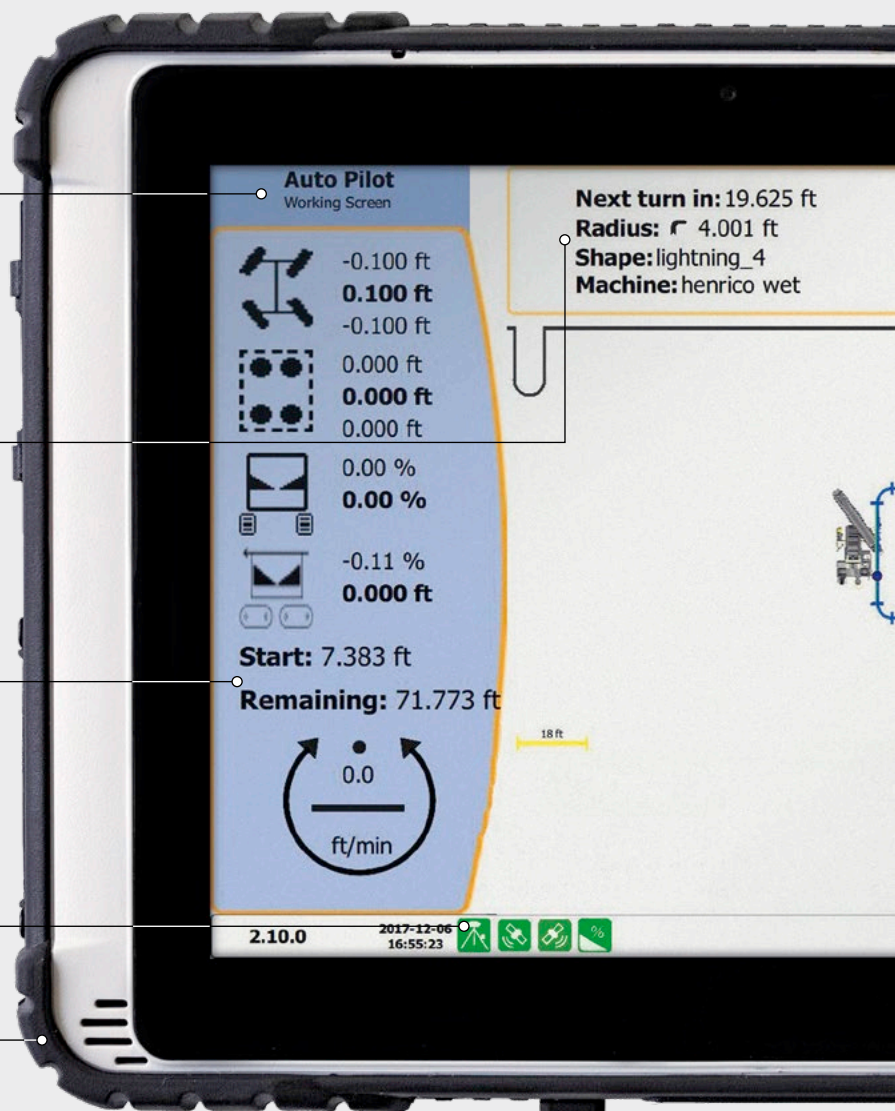 Auto Pilot
Working Screen
-0.100 ft
0.100 ft
-0.100 ft
0.000 ft
0.000 ft
0.000 ft
0.00 %
0.00 %
-0.11 %
0.000 ft
Start: 7.383 ft
Remaining: 71.773 ft
0.0
ft/min
Next turn in: 19.625 ft
Radius: 4.001 ft
Shape: lightning_4
Machine: henrico wet
18 ft
2.10.0
2017-12-06
16:55:23
%